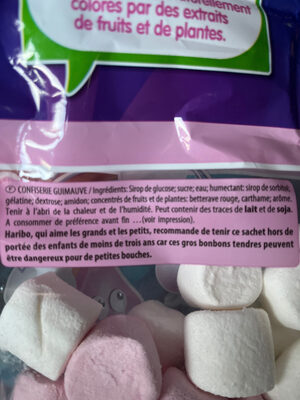 colorés par des extraits
de fruits et de plantes.
CONFISERIE GUIMAUVE / Ingrédients: Sirop de glucose; sucre; eau; humectant: sirop de sorbitol;
gélatine; dextrose; amidon; concentrés de fruits et de plantes: betterave rouge, carthame; arôme.
Tenir à l'abri de la chaleur et de l'humidité. Peut contenir des traces de lait et de soja.
A consommer de préférence avant fin ...(voir impression).
Haribo, qui aime les grands et les petits, recommande de tenir ce sachet hors de
portée des enfants de moins de trois ans car ces gros bonbons tendres peuvent
être dangereux pour de petites bouches.